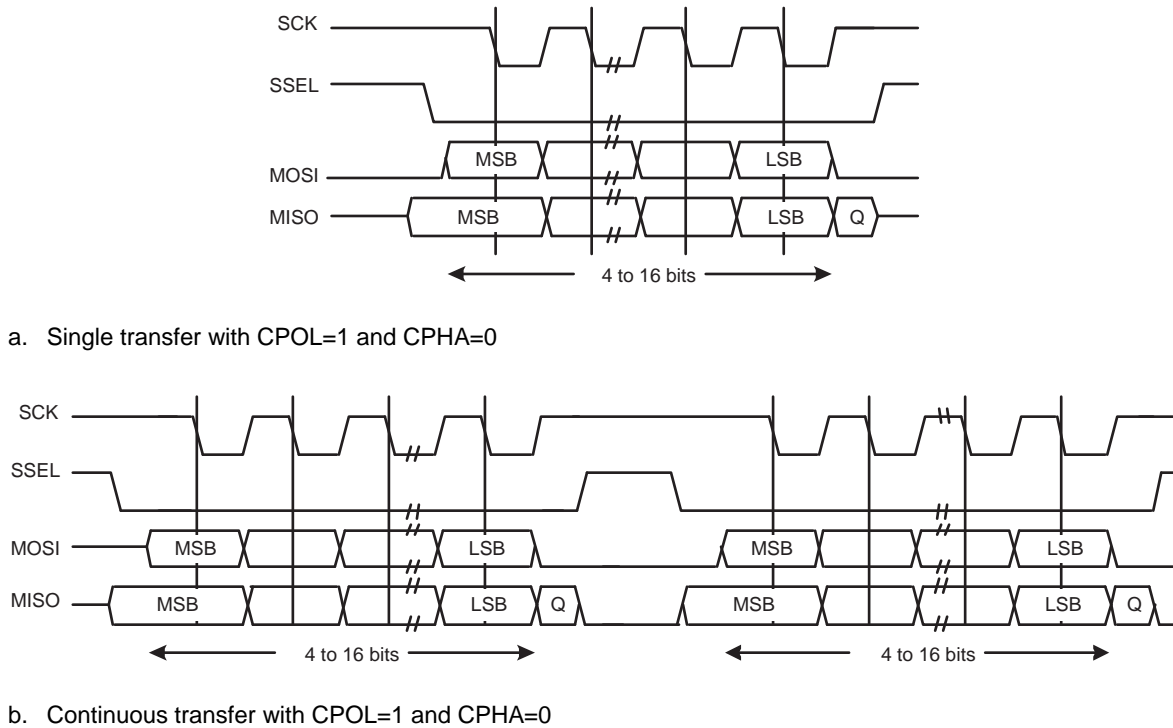 SCK
SSEL
MSB LSB
MOSI
MISO MSB LSB Q
4 to 16 bits
a. Single transfer with CPOL=1 and CPHA=0
SCK
SSEL
MOSI MSB LSB MSB LSB
MISO MSB LSB Q MSB LSB Q
4 to 16 bits 4 to 16 bits
b. Continuous transfer with CPOL=1 and CPHA=0